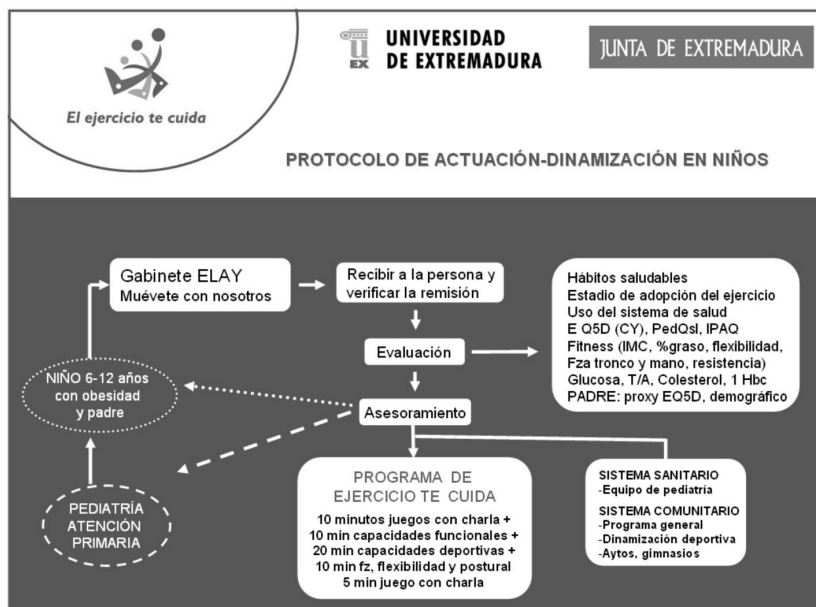 El ejercicio te cuida
UEX
UNIVERSIDAD
DE EXTREMADURA
JUNTA DE EXTREMADURA
PROTOCOLO DE ACTUACIÓN-DINAMIZACIÓN EN NIÑOS
Gabinete ELAY
Muévete con nosotros
Recibir a la persona y
verificar la remisión
Hábitos saludables
Estadio de adopción del ejercicio
Uso del sistema de salud
E Q5D (CY), PedQsl, IPAQ
Fitness (IMC, %graso, flexibilidad,
Fza tronco y mano, resistencia)
Glucosa, T/A, Colesterol, 1 Hbc
PADRE: proxy EQ5D, demográfico
Evaluación
NIÑO 6-12 años
con obesidad
y padre
Asesoramiento
PEDIATRÍA
ATENCIÓN
PRIMARIA
PROGRAMA DE
EJERCICIO TE CUIDA
10 minutos juegos con charla +
10 min capacidades funcionales +
20 min capacidades deportivas +
10 min fz, flexibilidad y postural
5 min juego con charla
SISTEMA SANITARIO
-Equipo de pediatría
SISTEMA COMUNITARIO
-Programa general
-Dinamización deportiva
-Aytos, gimnasios